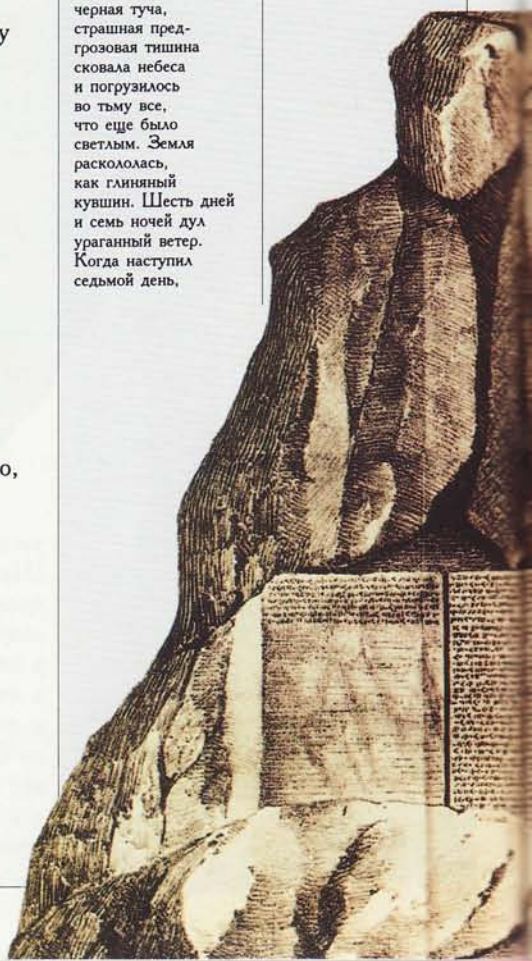 черная туча,
страшная пред-
грозовая тишина
сковала небеса
и погрузилось
во тьму все,
что еще было
светлым. Земля
раскололась,
как глиняный
кувшин. Шесть дней
и семь ночей дул
ураганный ветер.
Когда наступил
седьмой день,
у
о,